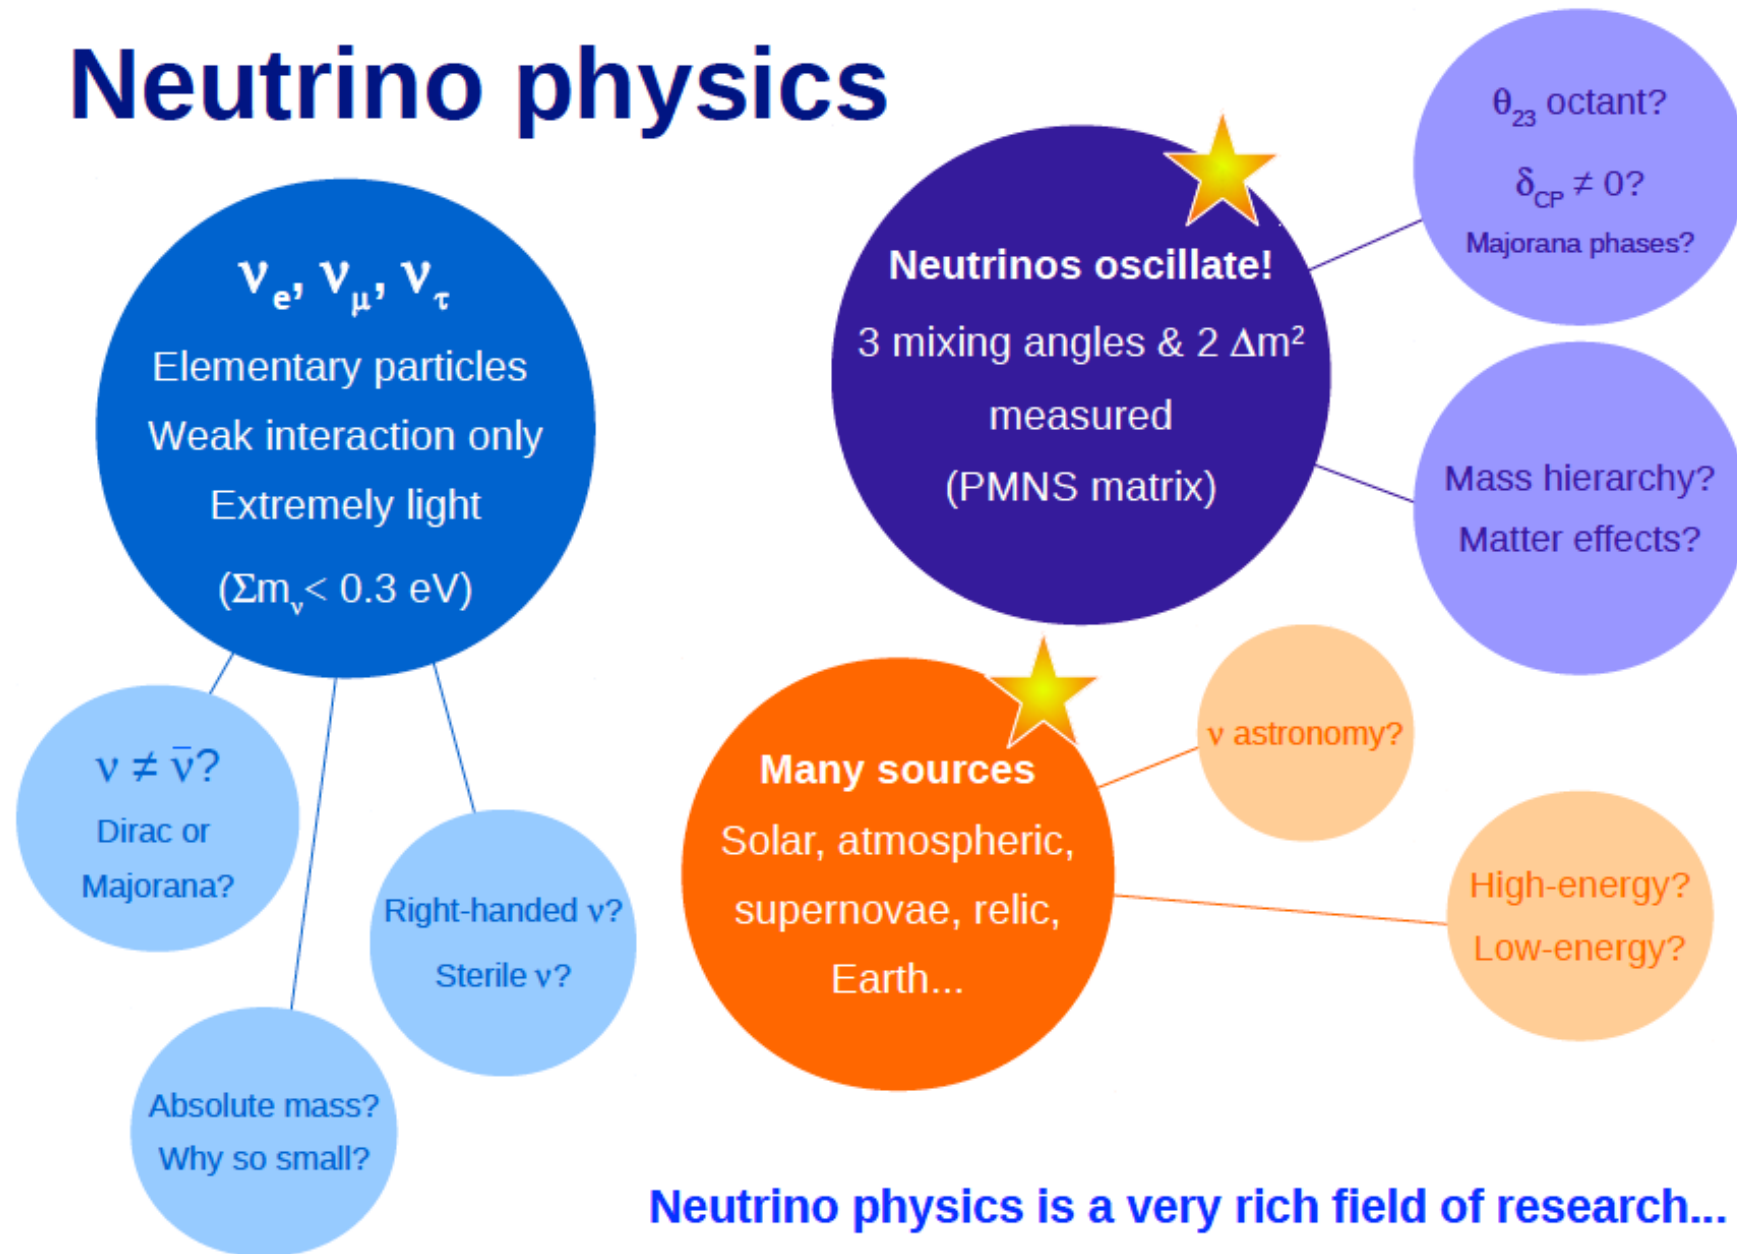 Neutrino physics
νe, νμ, ντ
Elementary particles
Weak interaction only
Extremely light
(Σmν< 0.3 eV)
ν ≠ ν̅?
Dirac or
Majorana?
Absolute mass?
Why so small?
Right-handed ν?
Sterile ν?
Neutrinos oscillate!
3 mixing angles & 2 Δm²
measured
(PMNS matrix)
θ23 octant?
δCP ≠ 0?
Majorana phases?
Mass hierarchy?
Matter effects?
Many sources
Solar, atmospheric,
supernovae, relic,
Earth...
ν astronomy?
High-energy?
Low-energy?
Neutrino physics is a very rich field of research...